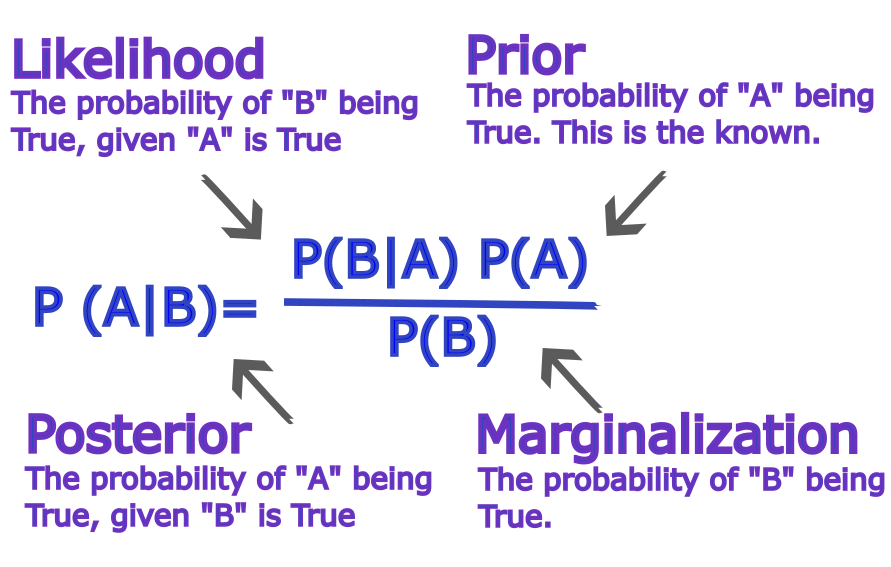 Likelihood
The probability of "B" being
True, given "A" is True
Prior
The probability of "A" being
True. This is the known.
P(B|A) P(A)
P (A|B)=
P(B)
Posterior
The probability of "A" being
True, given "B" is True
Marginalization
The probability of "B" being
True.